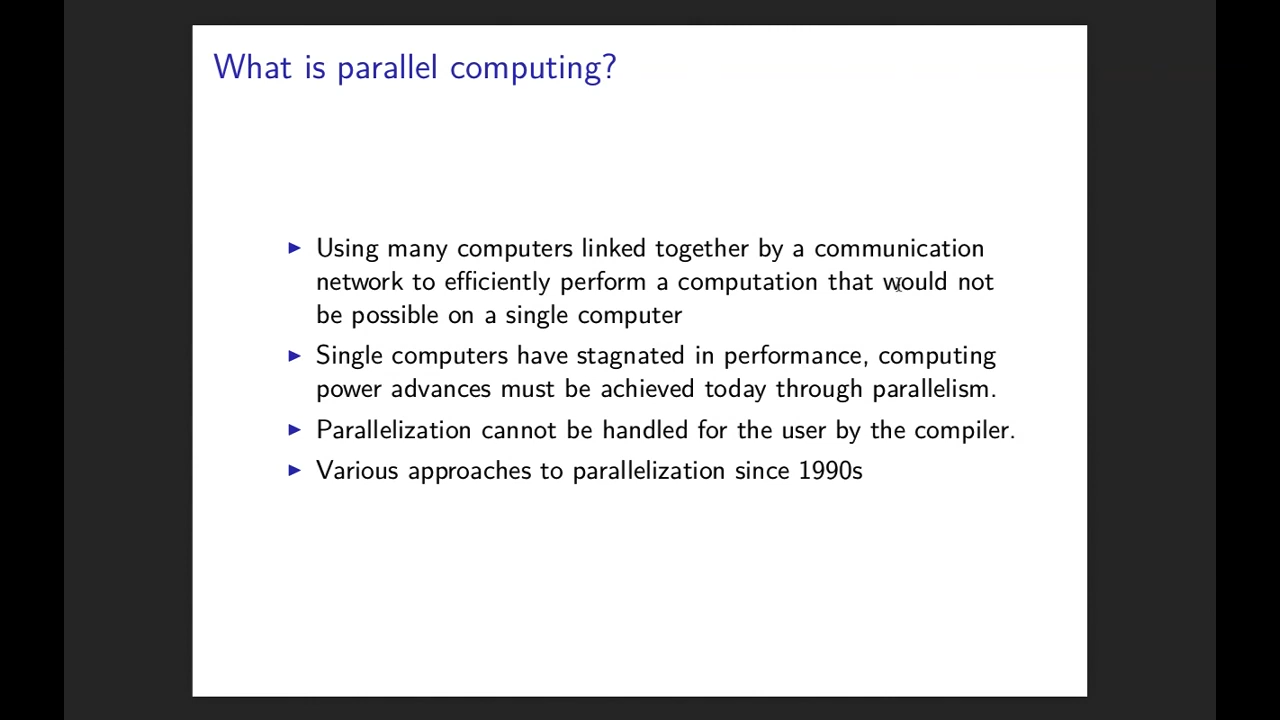 What is parallel computing?
▶ Using many computers linked together by a communication
network to efficiently perform a computation that would not
be possible on a single computer
▶ Single computers have stagnated in performance, computing
power advances must be achieved today through parallelism.
▶ Parallelization cannot be handled for the user by the compiler.
▶ Various approaches to parallelization since 1990s